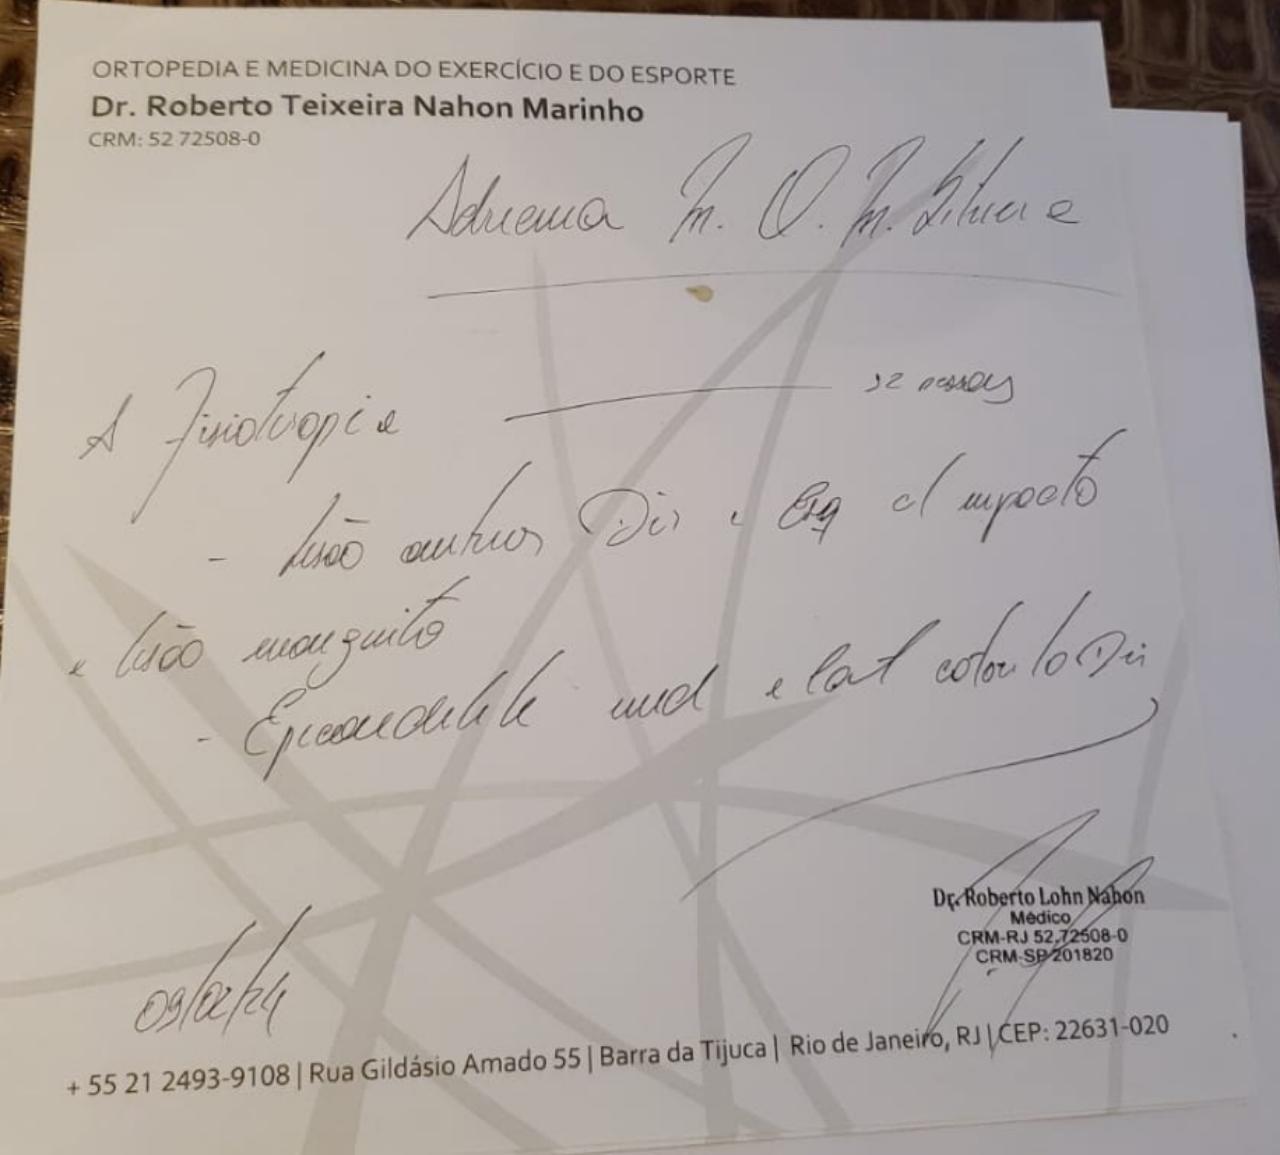 ORTOPEDIA E MEDICINA DO EXERCÍCIO E DO ESPORTE
Dr. Roberto Teixeira Nahon Marinho
CRM: 52 72508-0
Adriana M. O. M. Silveira
À Fisioterapia 12 sessões
- Lesão ombros Dir e Esq c/ impacto
e lesão manguito
- Epicondilite med e lat cotovelo Dir
Dr. Roberto Lohn Nahon
Médico
CRM-RJ 52.72508-0
CRM-SP 201820
09/02/24
+ 55 21 2493-9108 | Rua Gildásio Amado 55 | Barra da Tijuca | Rio de Janeiro, RJ | CEP: 22631-020